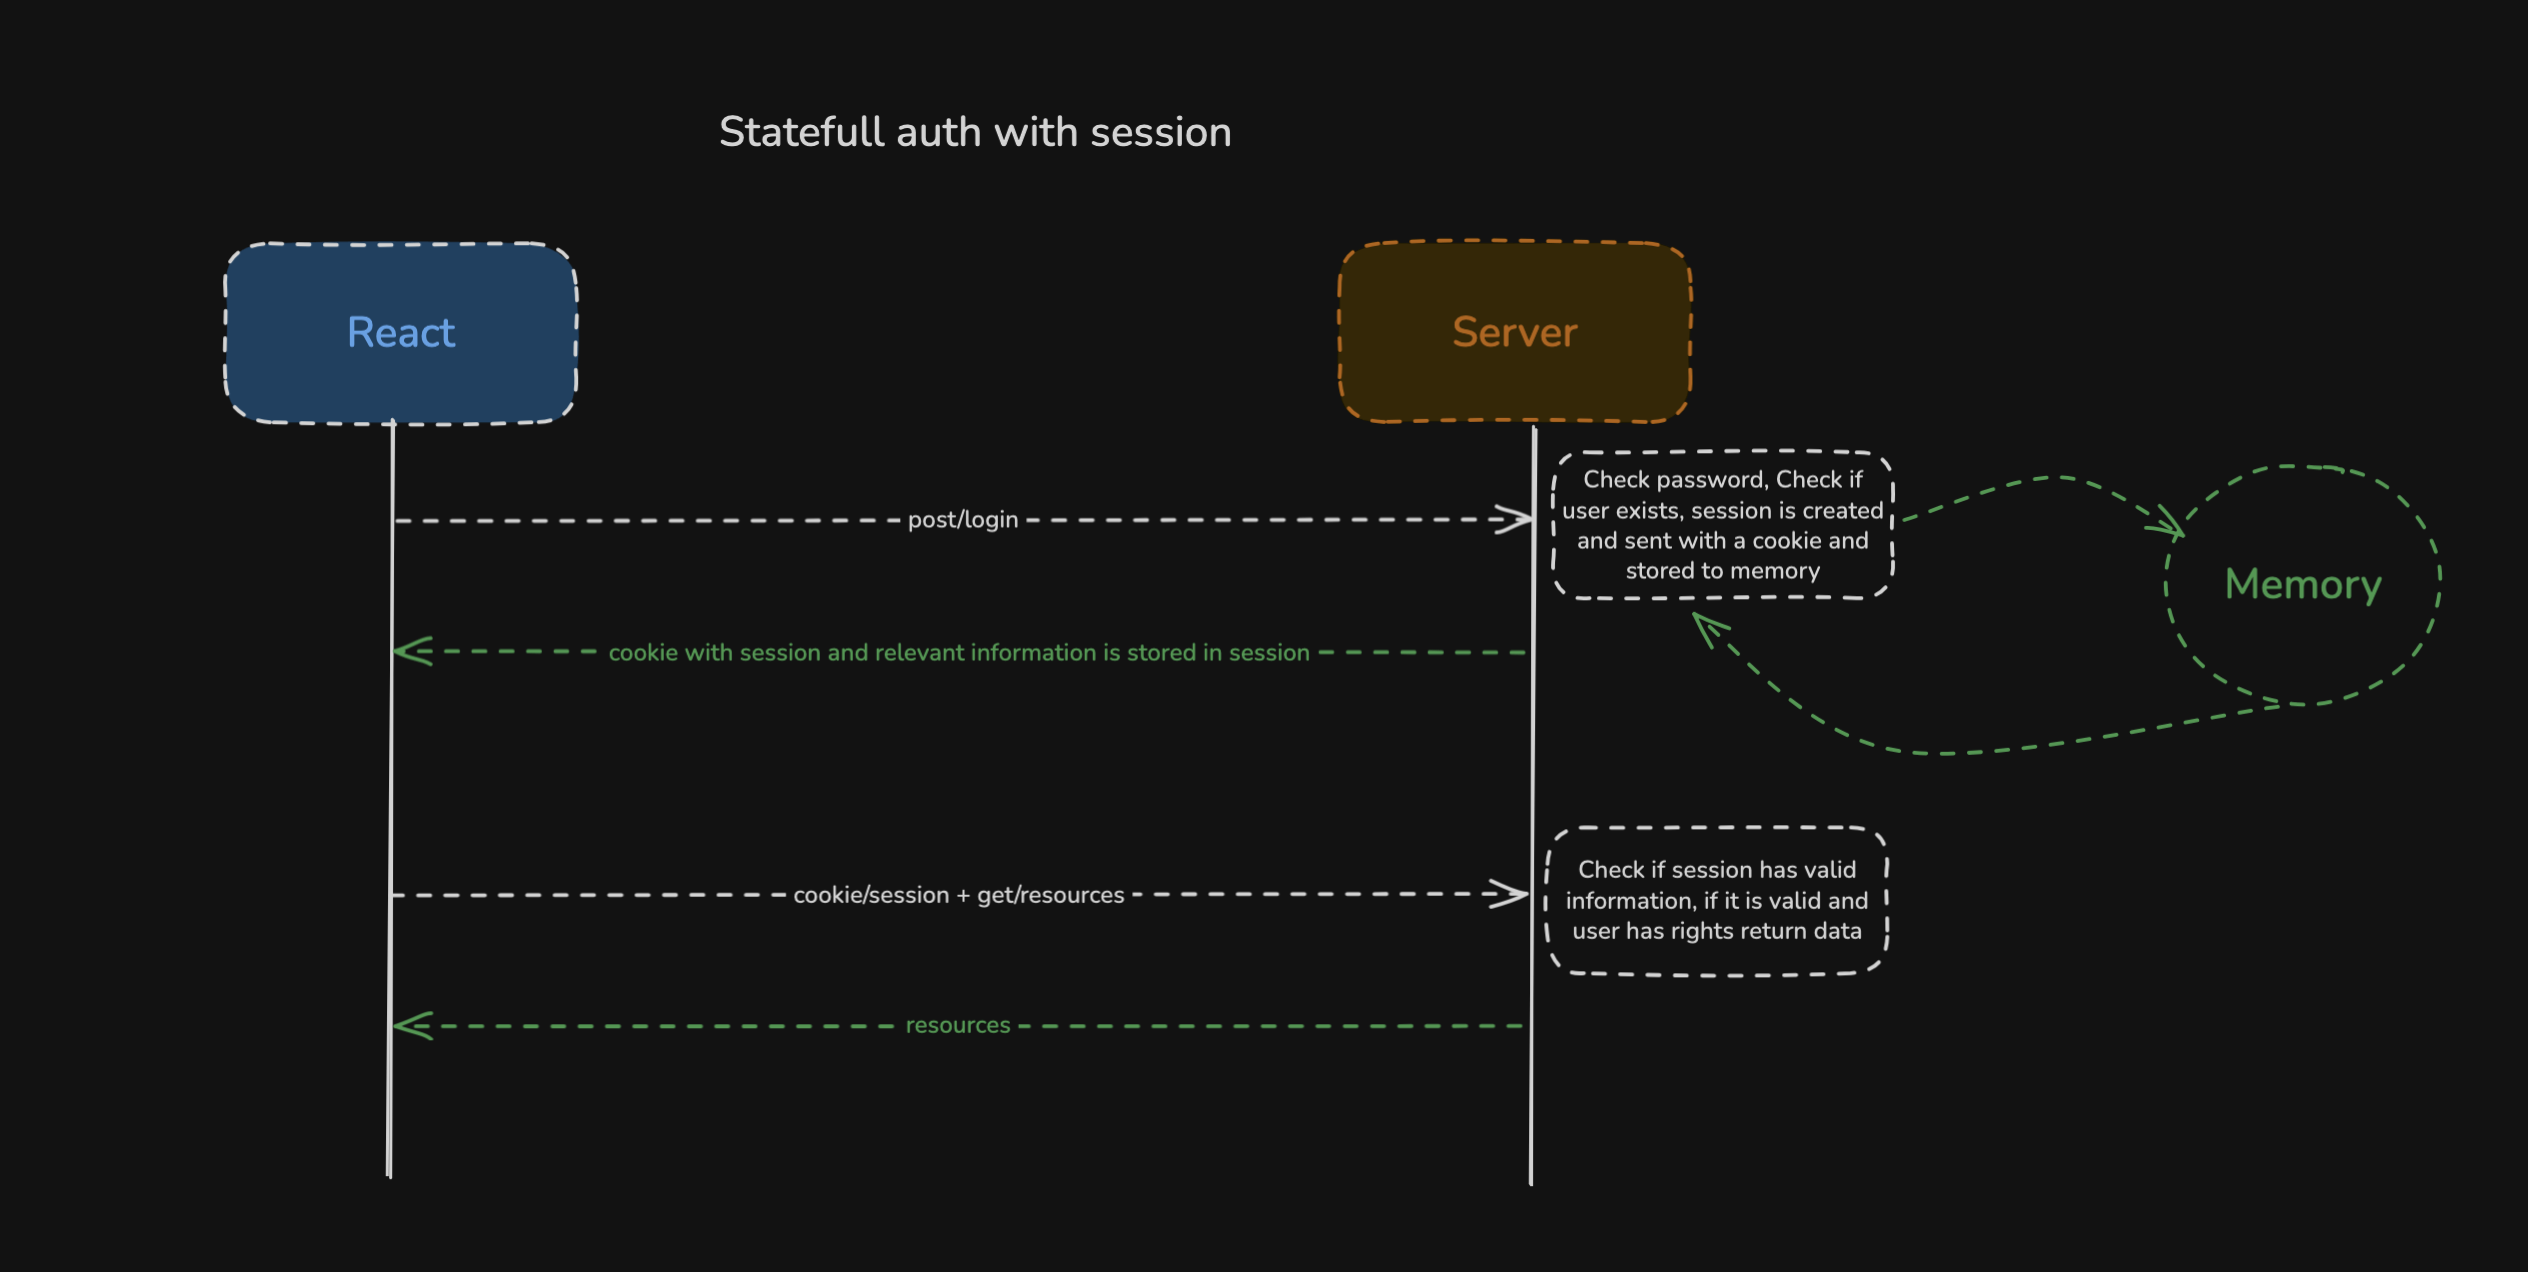 Statefull auth with session
React
Server
Check password, Check if
user exists, session is created
and sent with a cookie and
stored to memory
post/login
Memory
cookie with session and relevant information is stored in session
Check if session has valid
information, if it is valid and
user has rights return data
cookie/session + get/resources
resources